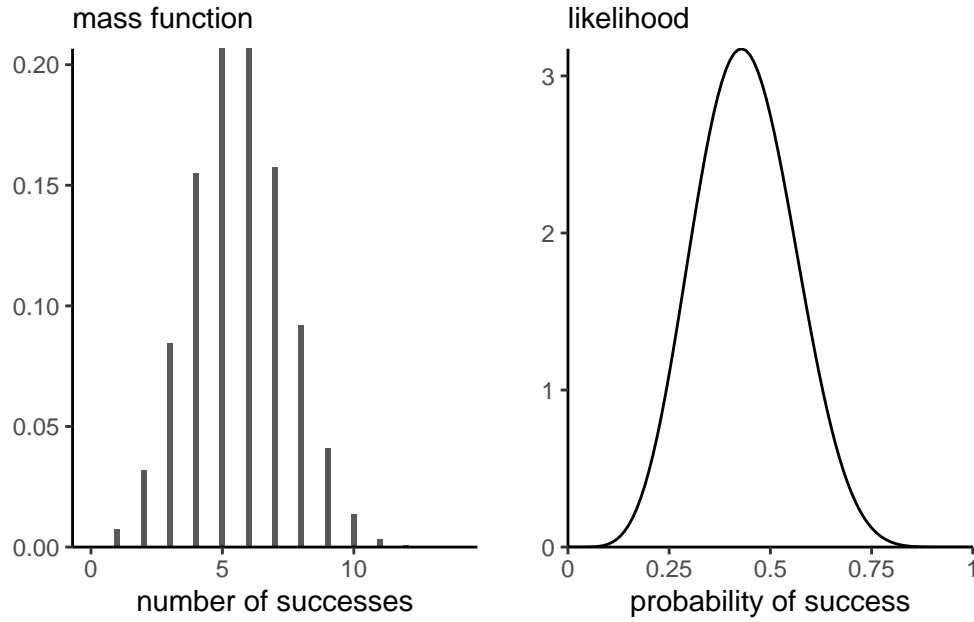 mass function
0.20
0.15
0.10
0.05
0.00
0 5 10
number of successes
likelihood
3
2
1
0
0 0.25 0.5 0.75 1
probability of success